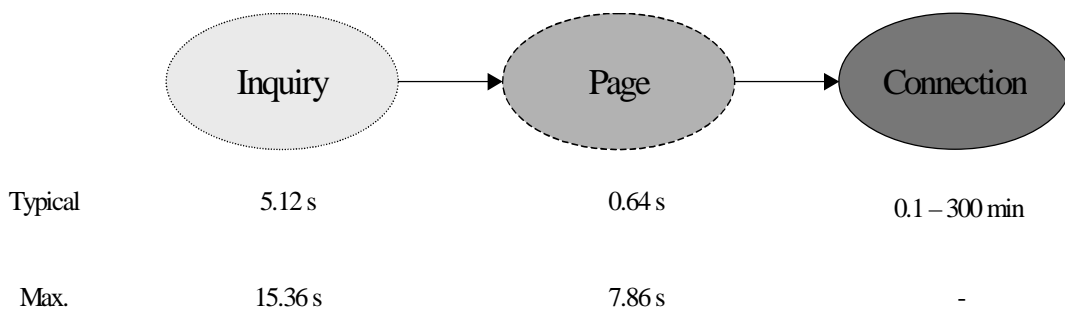 Inquiry Page Connection
Typical 5.12 s 0.64 s 0.1 – 300 min
Max. 15.36 s 7.86 s -